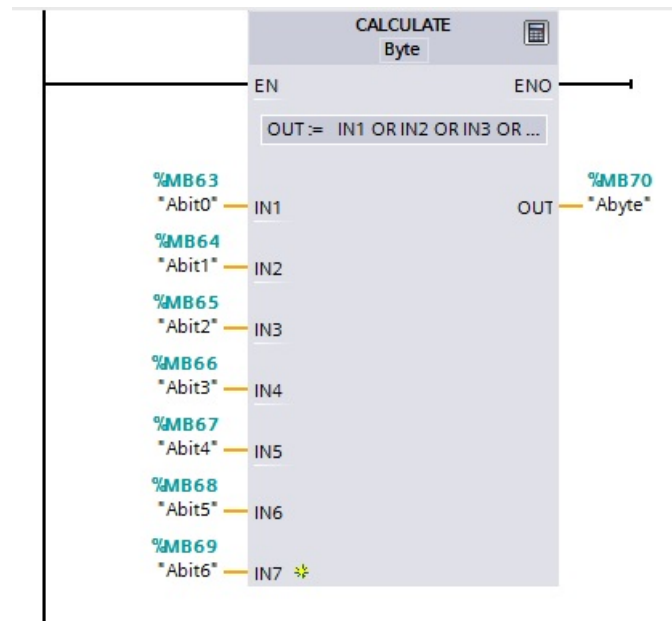 CALCULATE
Byte
EN ENO
OUT := IN1 OR IN2 OR IN3 OR ...
%MB63 %MB70
"Abit0" IN1 OUT "Abyte"
%MB64
"Abit1" IN2
%MB65
"Abit2" IN3
%MB66
"Abit3" IN4
%MB67
"Abit4" IN5
%MB68
"Abit5" IN6
%MB69
"Abit6" IN7